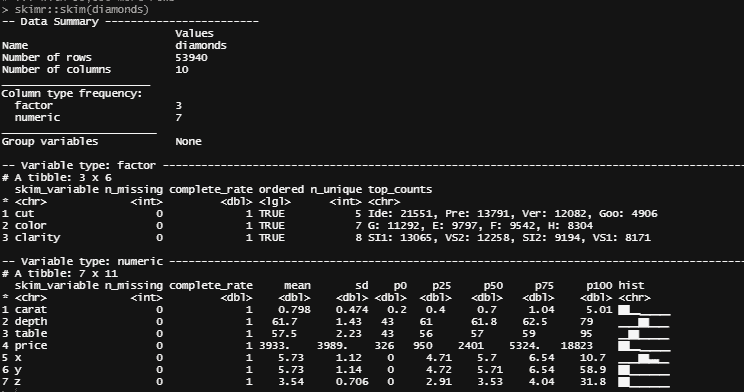 > skimr::skim(diamonds)
-- Data Summary ------------------------
                           Values
Name                       diamonds
Number of rows             53940
Number of columns          10
_______________________
Column type frequency:
  factor                   3
  numeric                  7
________________________
Group variables            None
-- Variable type: factor ------------------------------------------------------------
# A tibble: 3 x 6
  skim_variable n_missing complete_rate ordered n_unique top_counts
* <chr>             <int>         <dbl> <lgl>      <int> <chr>
1 cut                   0             1 TRUE           5 Ide: 21551, Pre: 13791, Ver: 12082, Goo: 4906
2 color                 0             1 TRUE           7 G: 11292, E: 9797, F: 9542, H: 8304
3 clarity               0             1 TRUE           8 SI1: 13065, VS2: 12258, SI2: 9194, VS1: 8171
-- Variable type: numeric -----------------------------------------------------------
# A tibble: 7 x 11
  skim_variable n_missing complete_rate     mean       sd    p0    p25     p50     p75     p100 hist
* <chr>             <int>         <dbl>    <dbl>    <dbl> <dbl>  <dbl>   <dbl>   <dbl>    <dbl> <chr>
1 carat                 0             1    0.798    0.474   0.2   0.4     0.7     1.04     5.01
2 depth                 0             1   61.7      1.43   43    61      61.8    62.5     79
3 table                 0             1   57.5      2.23   43    56      57      59       95
4 price                 0             1 3933.    3989.    326   950    2401    5324.   18823
5 x                     0             1    5.73     1.12    0     4.71    5.7     6.54    10.7
6 y                     0             1    5.73     1.14    0     4.72    5.71    6.54    58.9
7 z                     0             1    3.54     0.706   0     2.91    3.53    4.04    31.8